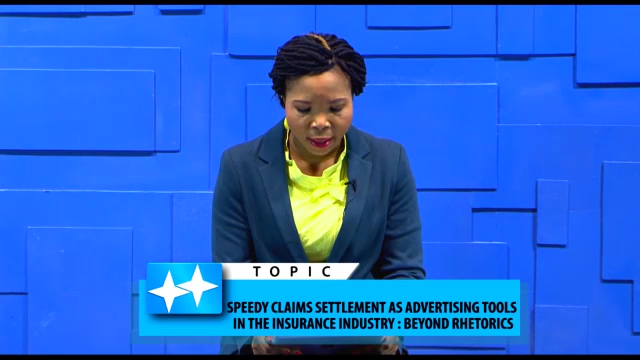 TOPIC
SPEEDY CLAIMS SETTLEMENT AS ADVERTISING TOOLS
IN THE INSURANCE INDUSTRY : BEYOND RHETORICS